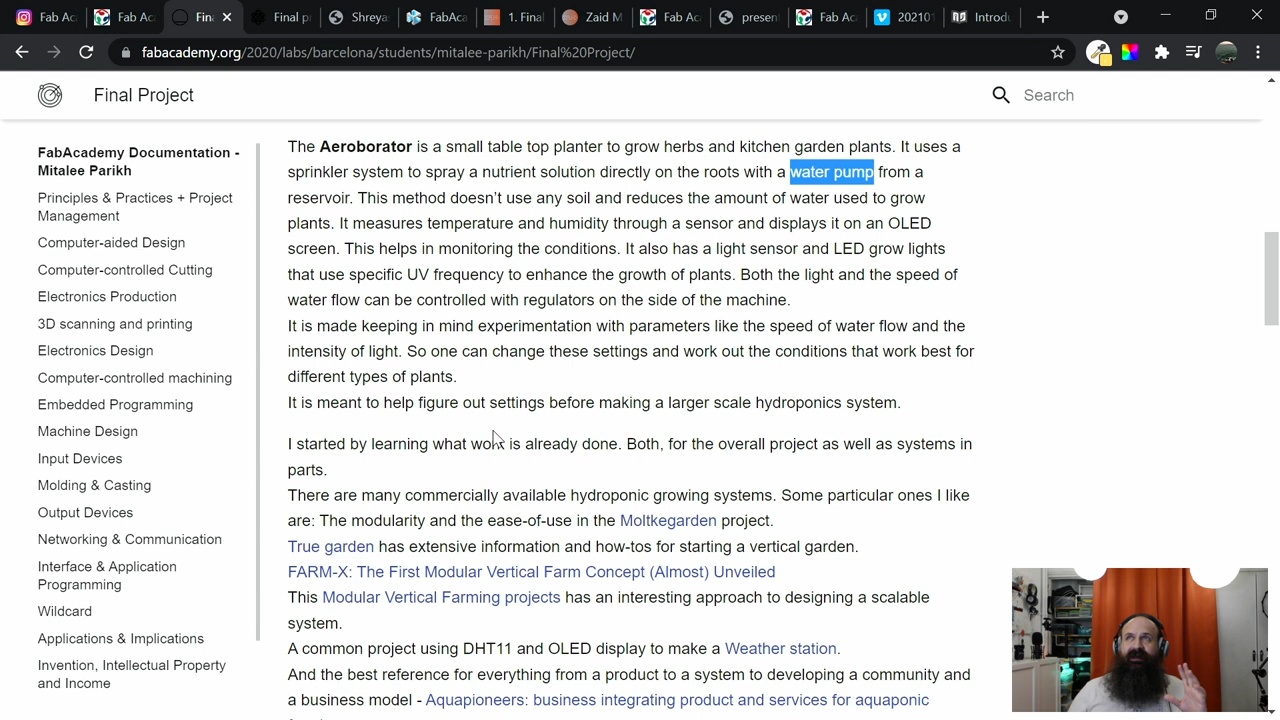 Fab Ac
Fab Ac
Fin
Final p
Shreya
FabAca
1. Final
Zaid M
Fab Ac
present
Fab Ac
202101
Introdu
fabacademy.org/2020/labs/barcelona/students/mitalee-parikh/Final%20Project/
Final Project
Search
FabAcademy Documentation -
Mitalee Parikh
Principles & Practices + Project
Management
Computer-aided Design
Computer-controlled Cutting
Electronics Production
3D scanning and printing
Electronics Design
Computer-controlled machining
Embedded Programming
Machine Design
Input Devices
Molding & Casting
Output Devices
Networking & Communication
Interface & Application
Programming
Wildcard
Applications & Implications
Invention, Intellectual Property
and Income
The Aeroborator is a small table top planter to grow herbs and kitchen garden plants. It uses a
sprinkler system to spray a nutrient solution directly on the roots with a water pump from a
reservoir. This method doesn't use any soil and reduces the amount of water used to grow
plants. It measures temperature and humidity through a sensor and displays it on an OLED
screen. This helps in monitoring the conditions. It also has a light sensor and LED grow lights
that use specific UV frequency to enhance the growth of plants. Both the light and the speed of
water flow can be controlled with regulators on the side of the machine.
It is made keeping in mind experimentation with parameters like the speed of water flow and the
intensity of light. So one can change these settings and work out the conditions that work best for
different types of plants.
It is meant to help figure out settings before making a larger scale hydroponics system.
I started by learning what work is already done. Both, for the overall project as well as systems in
parts.
There are many commercially available hydroponic growing systems. Some particular ones I like
are: The modularity and the ease-of-use in the Moltkegarden project.
True garden has extensive information and how-tos for starting a vertical garden.
FARM-X: The First Modular Vertical Farm Concept (Almost) Unveiled
This Modular Vertical Farming projects has an interesting approach to designing a scalable
system.
A common project using DHT11 and OLED display to make a Weather station.
And the best reference for everything from a product to a system to developing a community and
a business model - Aquapioneers: business integrating product and services for aquaponic